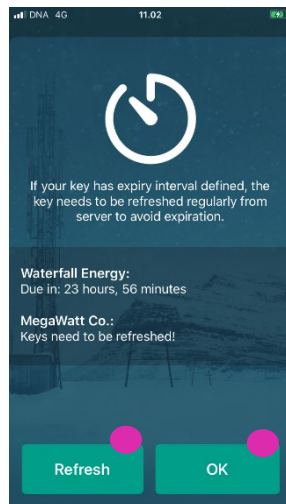 DNA 4G 11.02
If your key has expiry interval defined, the
key needs to be refreshed regularly from
server to avoid expiration.
Waterfall Energy:
Due in: 23 hours, 56 minutes
MegaWatt Co.:
Keys need to be refreshed!
Refresh OK